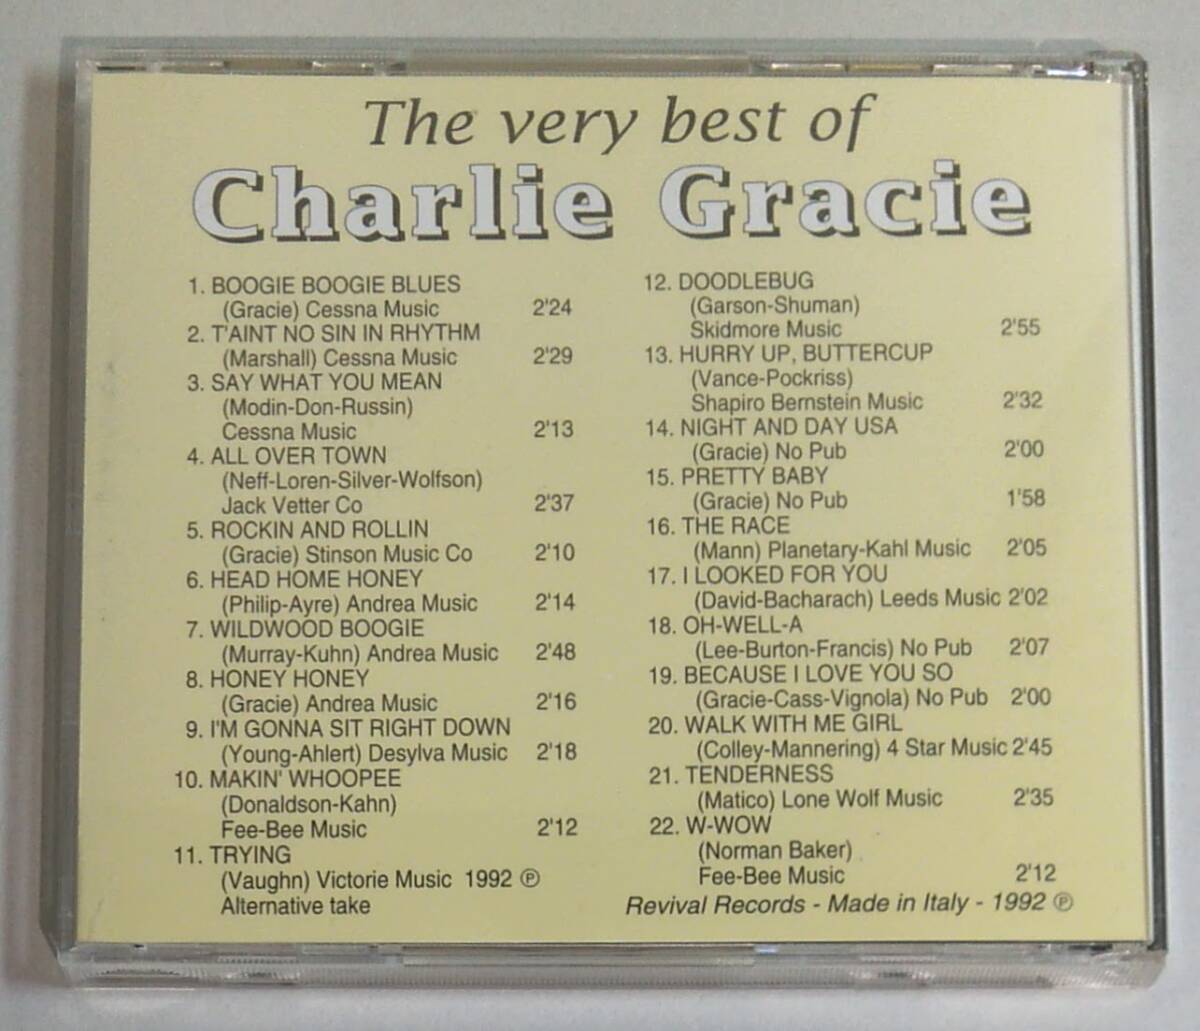 The very best of
Charlie Gracie
1. BOOGIE BOOGIE BLUES
(Gracie) Cessna Music 2'24
2. T'AINT NO SIN IN RHYTHM
(Marshall) Cessna Music 2'29
3. SAY WHAT YOU MEAN
(Modin-Don-Russin)
Cessna Music 2'13
4. ALL OVER TOWN
(Neff-Loren-Silver-Wolfson)
Jack Vetter Co 2'37
5. ROCKIN AND ROLLIN
(Gracie) Stinson Music Co 2'10
6. HEAD HOME HONEY
(Philip-Ayre) Andrea Music 2'14
7. WILDWOOD BOOGIE
(Murray-Kuhn) Andrea Music 2'48
8. HONEY HONEY
(Gracie) Andrea Music 2'16
9. I'M GONNA SIT RIGHT DOWN
(Young-Ahlert) Desylva Music 2'18
10. MAKIN' WHOOPEE
(Donaldson-Kahn)
Fee-Bee Music 2'12
11. TRYING
(Vaughn) Victorie Music 1992 ℗
Alternative take
12. DOODLEBUG
(Garson-Shuman)
Skidmore Music 2'55
13. HURRY UP, BUTTERCUP
(Vance-Pockriss)
Shapiro Bernstein Music 2'32
14. NIGHT AND DAY USA
(Gracie) No Pub 2'00
15. PRETTY BABY
(Gracie) No Pub 1'58
16. THE RACE
(Mann) Planetary-Kahl Music 2'05
17. I LOOKED FOR YOU
(David-Bacharach) Leeds Music 2'02
18. OH-WELL-A
(Lee-Burton-Francis) No Pub 2'07
19. BECAUSE I LOVE YOU SO
(Gracie-Cass-Vignola) No Pub 2'00
20. WALK WITH ME GIRL
(Colley-Mannering) 4 Star Music 2'45
21. TENDERNESS
(Matico) Lone Wolf Music 2'35
22. W-WOW
(Norman Baker)
Fee-Bee Music 2'12
Revival Records - Made in Italy - 1992 ℗